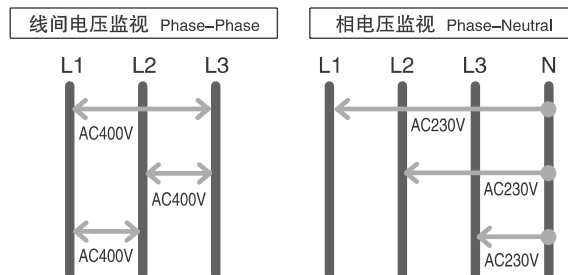 线间电压监视 Phase–Phase
L1 L2 L3
AC400V
AC400V
AC400V
相电压监视 Phase–Neutral
L1 L2 L3 N
AC230V
AC230V
AC230V